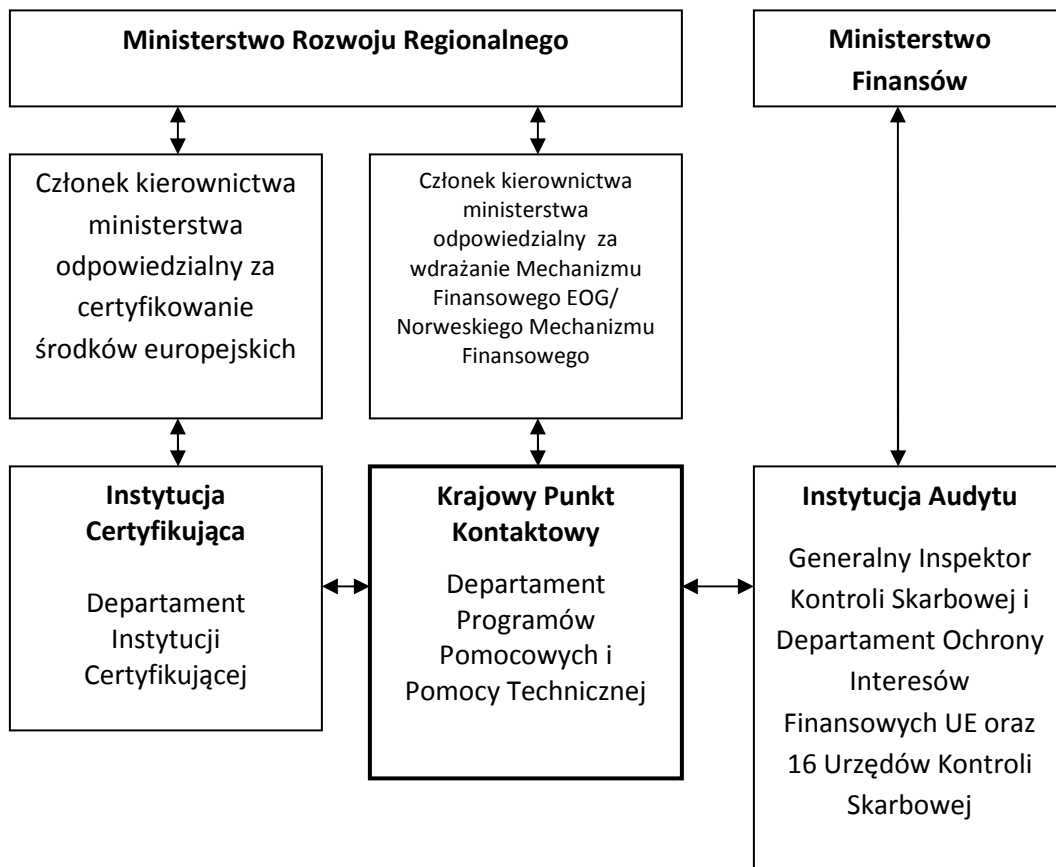 Ministerstwo Rozwoju Regionalnego
Ministerstwo
Finansów
Członek kierownictwa
ministerstwa
odpowiedzialny za
certyfikowanie
środków europejskich
Członek kierownictwa
ministerstwa
odpowiedzialny za
wdrażanie Mechanizmu
Finansowego EOG/
Norweskiego Mechanizmu
Finansowego
Instytucja
Certyfikująca
Departament
Instytucji
Certyfikującej
Krajowy Punkt
Kontaktowy
Departament
Programów
Pomocowych i
Pomocy Technicznej
Instytucja Audytu
Generalny Inspektor
Kontroli Skarbowej i
Departament Ochrony
Interesów
Finansowych UE oraz
16 Urzędów Kontroli
Skarbowej